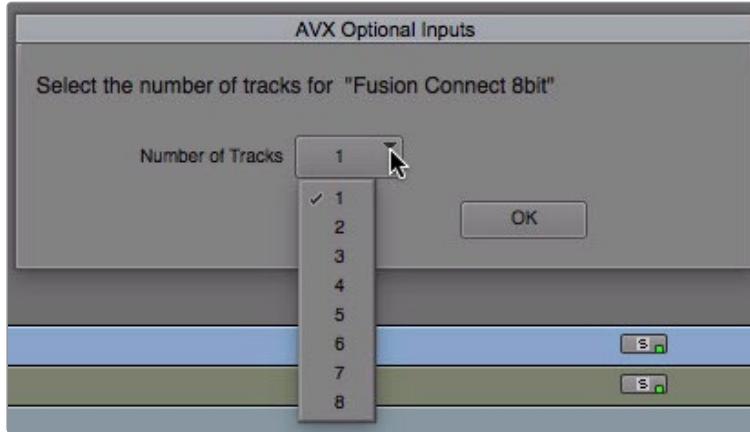 AVX Optional Inputs
Select the number of tracks for "Fusion Connect 8bit"
Number of Tracks 1
✓ 1
2
3
4
5
6
7
8
OK
S
S